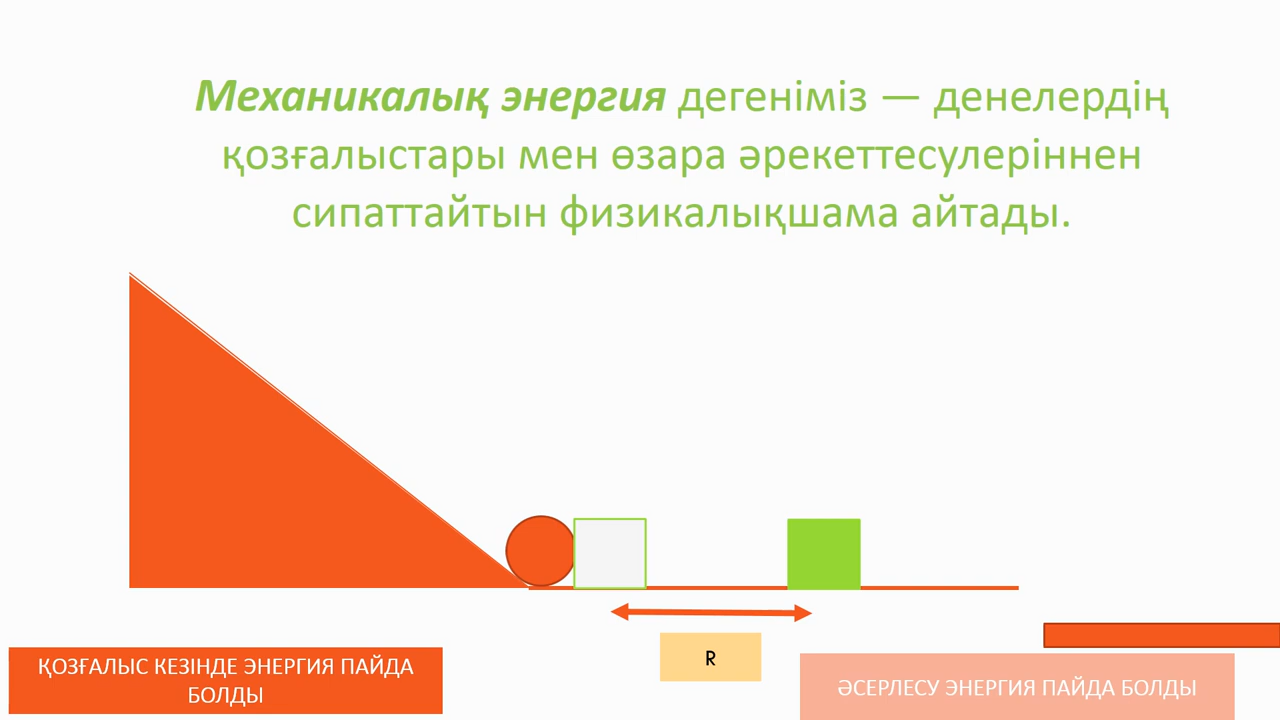 Механикалық энергия дегеніміз — денелердің
қозғалыстары мен өзара әрекеттесулеріннен
сипаттайтын физикалықшама айтады.
R
ҚОЗҒАЛЫС КЕЗІНДЕ ЭНЕРГИЯ ПАЙДА
БОЛДЫ
ӘСЕРЛЕСУ ЭНЕРГИЯ ПАЙДА БОЛДЫ